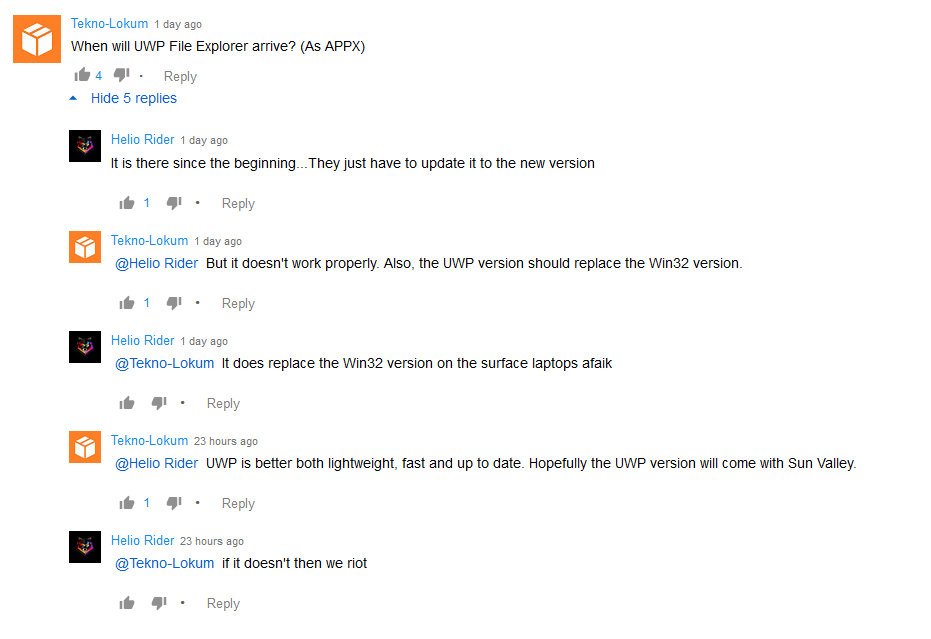 Tekno-Lokum 1 day ago
When will UWP File Explorer arrive? (As APPX)
4 • Reply
Hide 5 replies
Helio Rider 1 day ago
It is there since the beginning...They just have to update it to the new version
1 • Reply
Tekno-Lokum 1 day ago
@Helio Rider But it doesn't work properly. Also, the UWP version should replace the Win32 version.
1 • Reply
Helio Rider 1 day ago
@Tekno-Lokum It does replace the Win32 version on the surface laptops afaik
• Reply
Tekno-Lokum 23 hours ago
@Helio Rider UWP is better both lightweight, fast and up to date. Hopefully the UWP version will come with Sun Valley.
1 • Reply
Helio Rider 23 hours ago
@Tekno-Lokum if it doesn't then we riot
• Reply